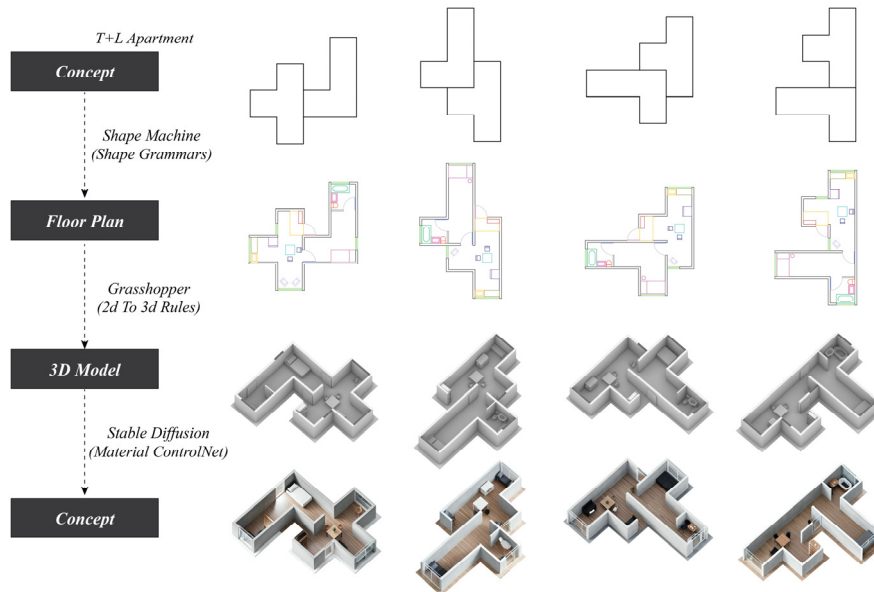 T+L Apartment
Concept
Shape Machine
(Shape Grammars)
Floor Plan
Grasshopper
(2d To 3d Rules)
3D Model
Stable Diffusion
(Material ControlNet)
Concept